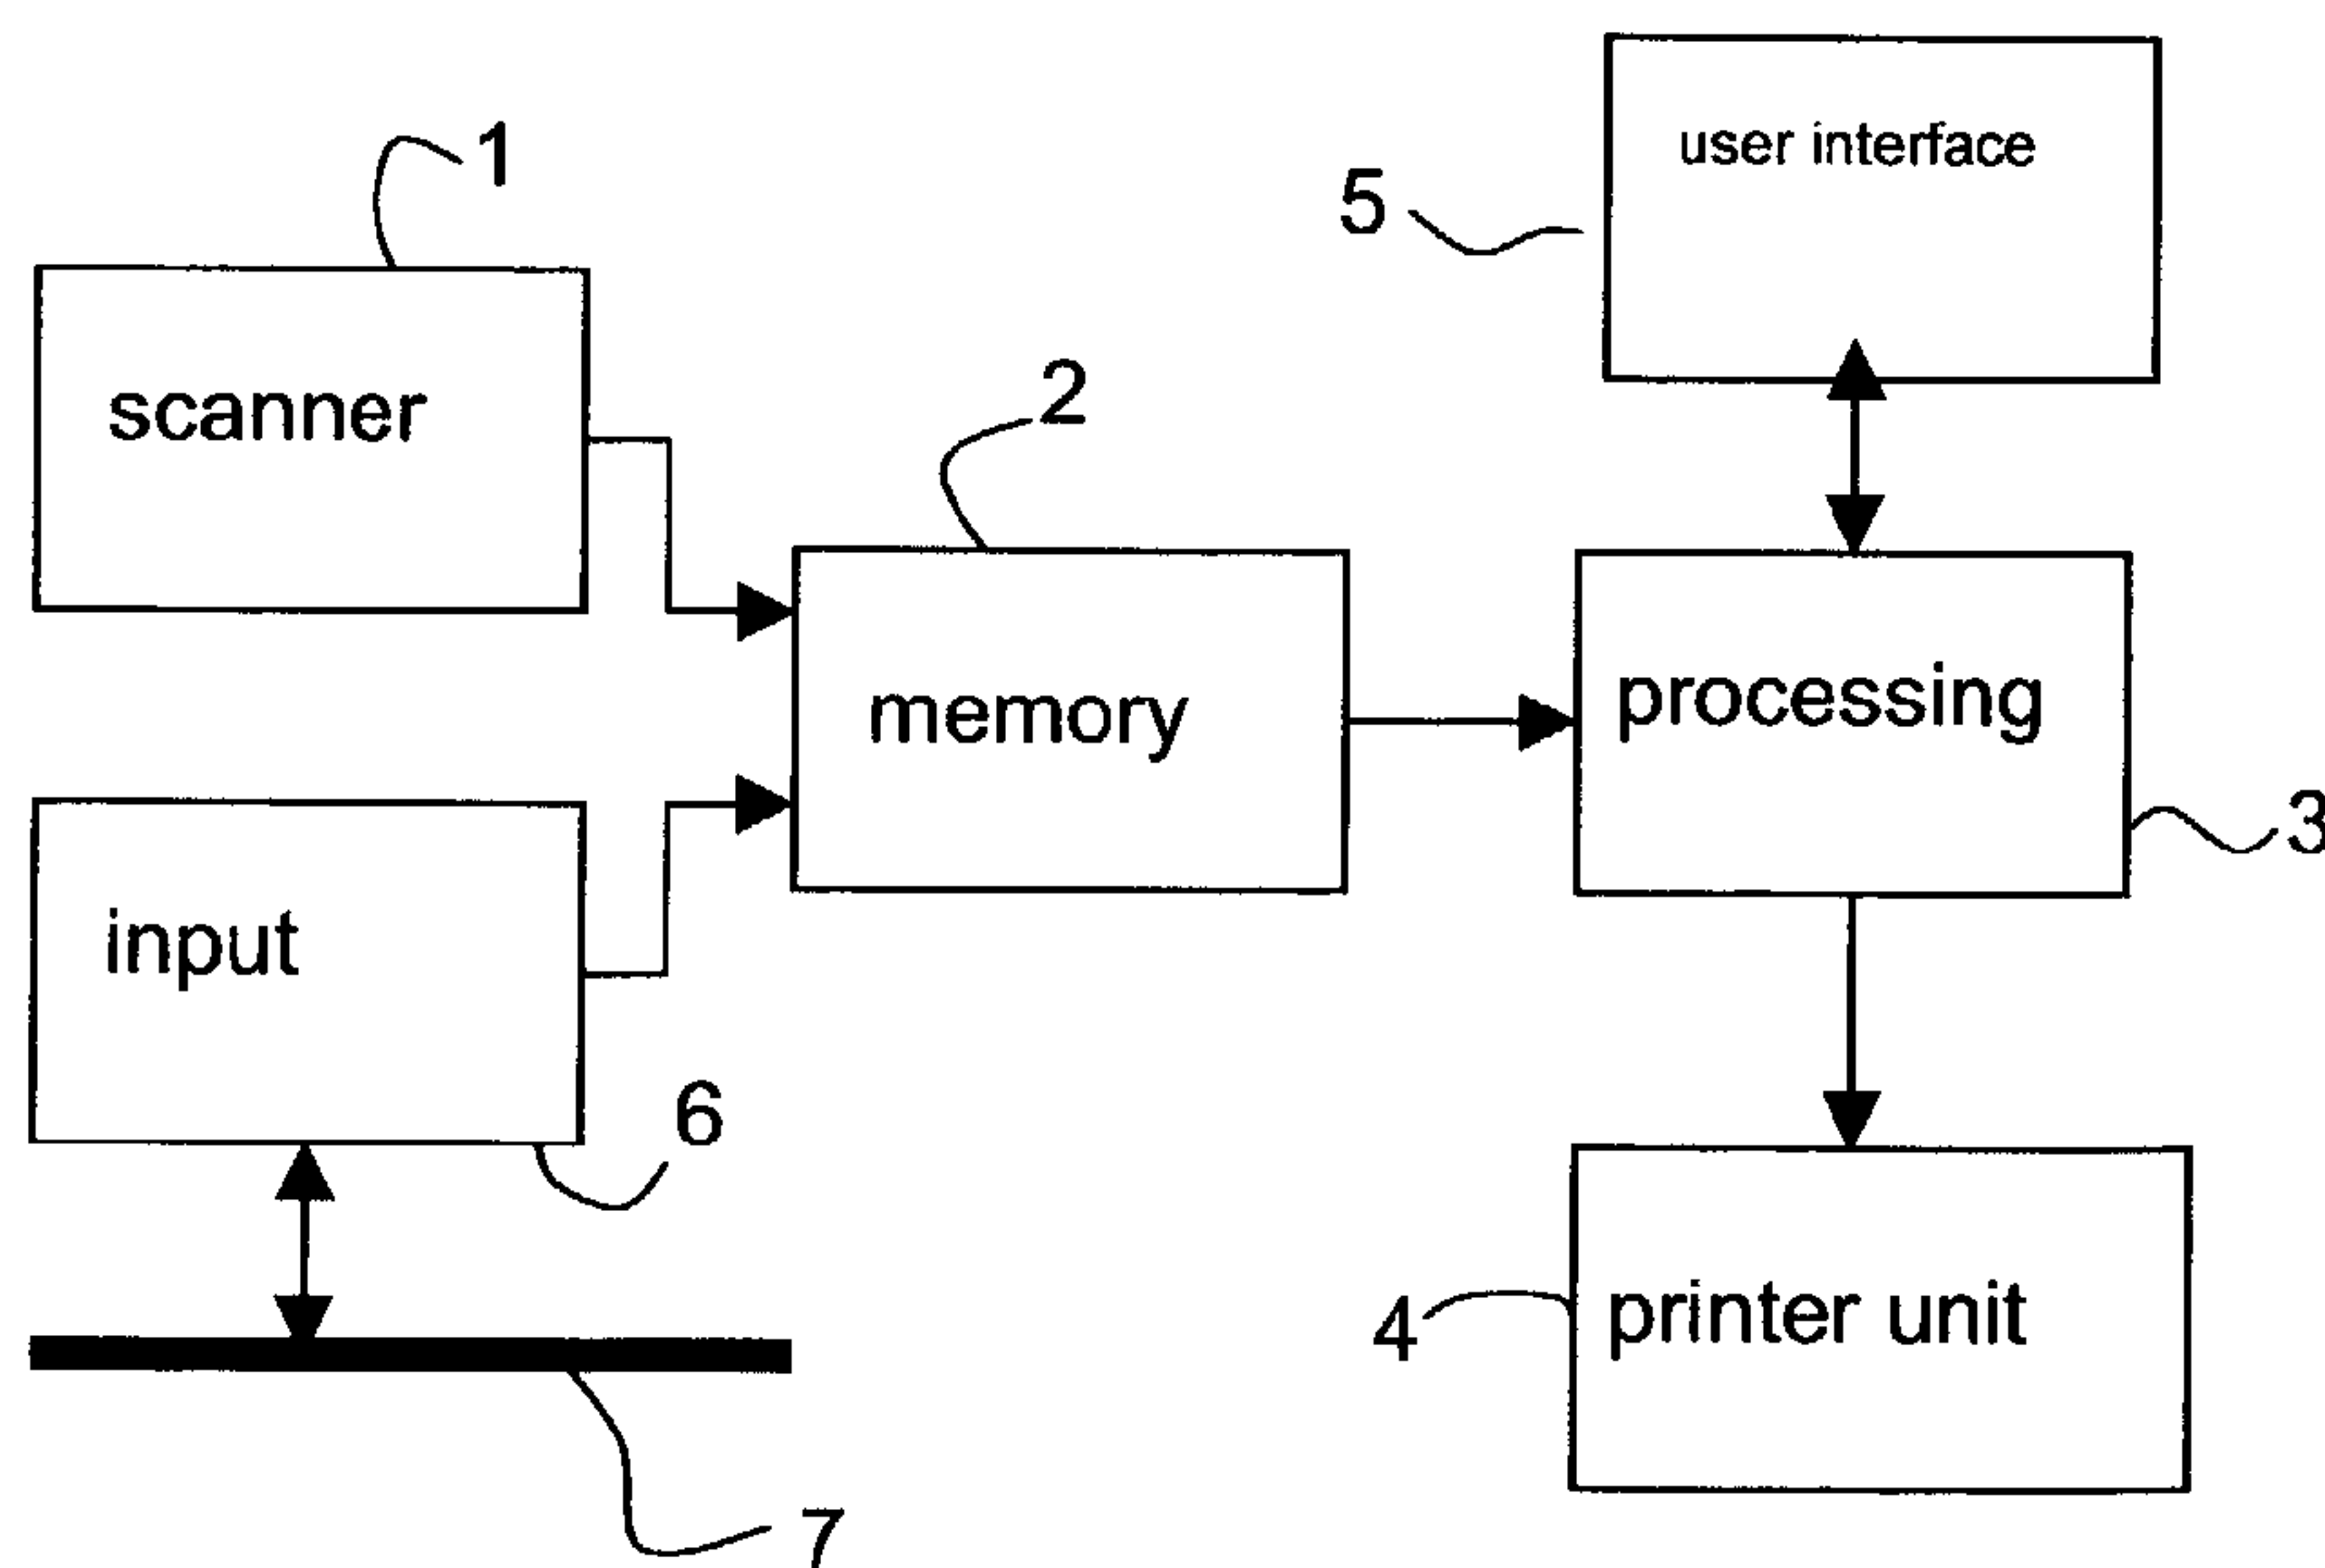 1
user interface
5
scanner
2
memory
processing
3
input
6
printer unit
4
7